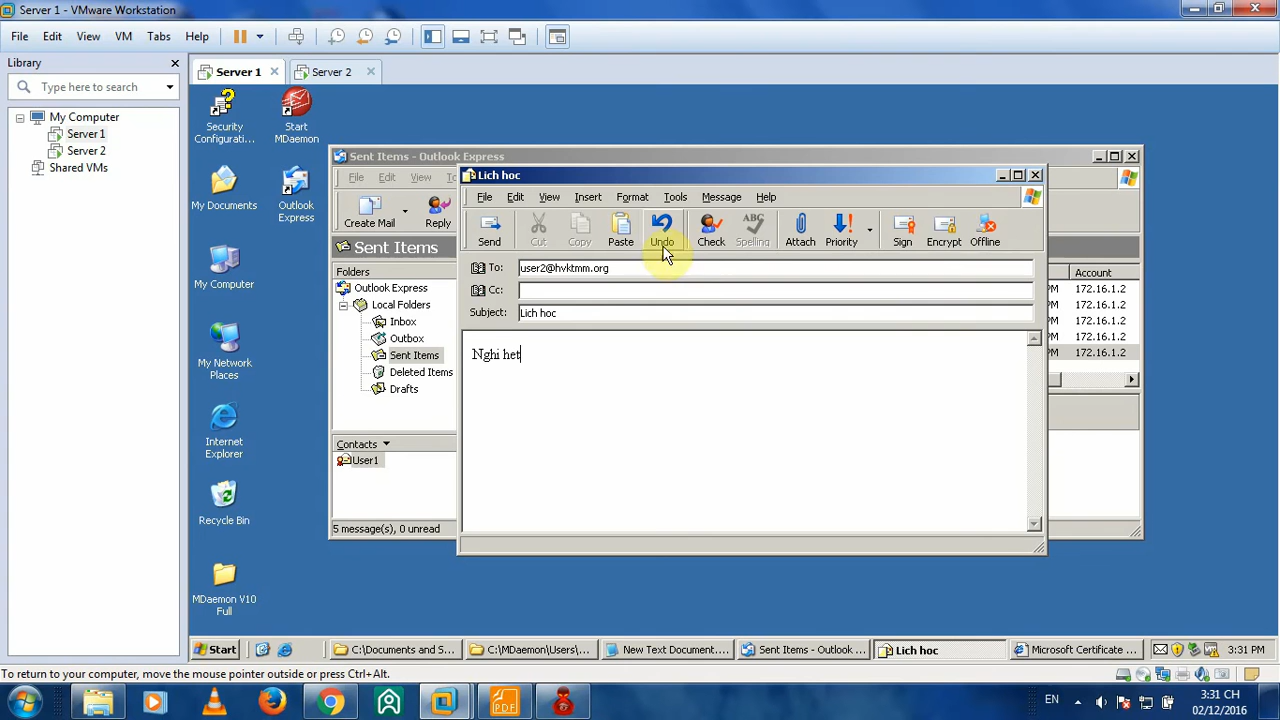 Server 1 - VMware Workstation
File Edit View VM Tabs Help
Library
Type here to search
My Computer
Server 1
Server 2
Shared VMs
Server 1
Server 2
Security
Configurati...
Start
MDaemon
My Documents
Outlook
Express
My Computer
My Network
Places
Internet
Explorer
Recycle Bin
MDaemon V10
Full
Sent Items - Outlook Express
File Edit View
Create Mail
Reply
Sent Items
Folders
Outlook Express
Local Folders
Inbox
Outbox
Sent Items
Deleted Items
Drafts
Contacts
User1
5 message(s), 0 unread
Account
PM 172.16.1.2
PM 172.16.1.2
PM 172.16.1.2
PM 172.16.1.2
PM 172.16.1.2
Lich hoc
File Edit View Insert Format Tools Message Help
Send Cut Copy Paste Undo Check Spelling Attach Priority Sign Encrypt Offline
To: user2@hvktmm.org
Cc:
Subject: Lich hoc
Nghi het
Start C:\Documents and S... C:\MDaemon\Users\... New Text Document.... Sent Items - Outlook ... Lich hoc Microsoft Certificate ... 3:31 PM
To return to your computer, move the mouse pointer outside or press Ctrl+Alt.
EN
3:31 CH
02/12/2016